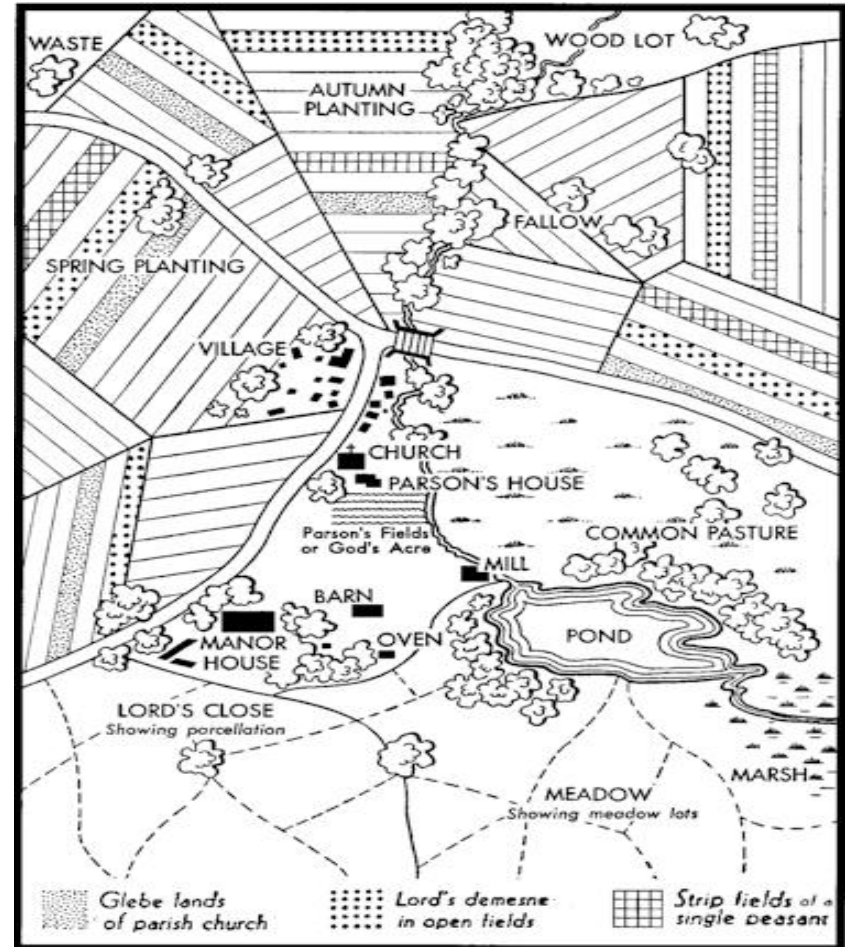 WASTE
WOOD LOT
AUTUMN
PLANTING
FALLOW
SPRING PLANTING
VILLAGE
CHURCH
PARSON'S HOUSE
Parson's Fields
or God's Acre
COMMON PASTURE
MILL
BARN
POND
MANOR
HOUSE
OVEN
LORD'S CLOSE
Showing parcellation
MARSH
MEADOW
Showing meadow lots
Glebe lands
of parish church
Lord's demesne
in open fields
Strip fields of a
single peasant